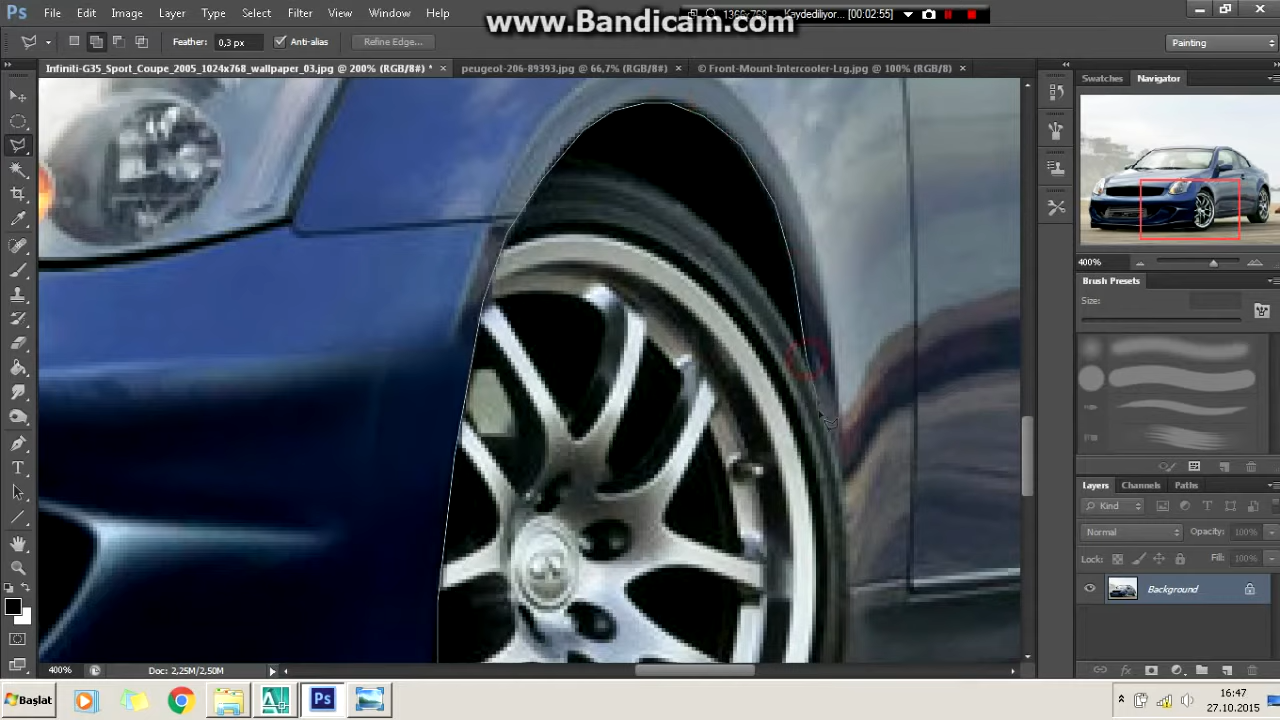 Ps File Edit Image Layer Type Select Filter View Window Help
www.Bandicam.com
1366x768 Kaydediliyor... [00:02:55]
Feather: 0,3 px Anti-alias Refine Edge... Painting
Infiniti-G35_Sport_Coupe_2005_1024x768_wallpaper_03.jpg @ 200% (RGB/8#) * × peugeot-206-89393.jpg @ 66,7% (RGB/8#) × © Front-Mount-Intercooler-Lrg.jpg @ 100% (RGB/8) ×
Swatches Navigator
400%
Brush Presets
Size:
Layers Channels Paths
Kind
Normal Opacity: 100%
Lock: Fill: 100%
Background
400% Doc: 2,25M/2,50M
Başlat Ps 16:47
27.10.2015